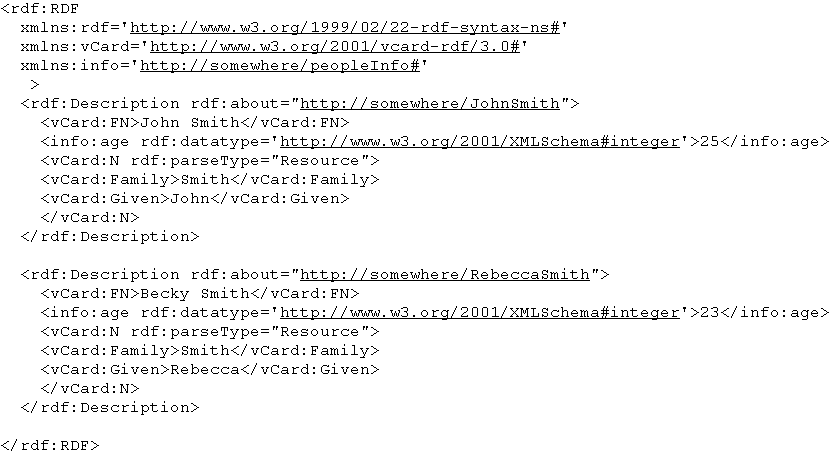 <rdf:RDF
  xmlns:rdf='http://www.w3.org/1999/02/22-rdf-syntax-ns#'
  xmlns:vCard='http://www.w3.org/2001/vcard-rdf/3.0#'
  xmlns:info='http://somewhere/peopleInfo#'
   >
  <rdf:Description rdf:about="http://somewhere/JohnSmith">
    <vCard:FN>John Smith</vCard:FN>
    <info:age rdf:datatype='http://www.w3.org/2001/XMLSchema#integer'>25</info:age>
    <vCard:N rdf:parseType="Resource">
    <vCard:Family>Smith</vCard:Family>
    <vCard:Given>John</vCard:Given>
    </vCard:N>
  </rdf:Description>

  <rdf:Description rdf:about="http://somewhere/RebeccaSmith">
    <vCard:FN>Becky Smith</vCard:FN>
    <info:age rdf:datatype='http://www.w3.org/2001/XMLSchema#integer'>23</info:age>
    <vCard:N rdf:parseType="Resource">
    <vCard:Family>Smith</vCard:Family>
    <vCard:Given>Rebecca</vCard:Given>
    </vCard:N>
  </rdf:Description>

</rdf:RDF>